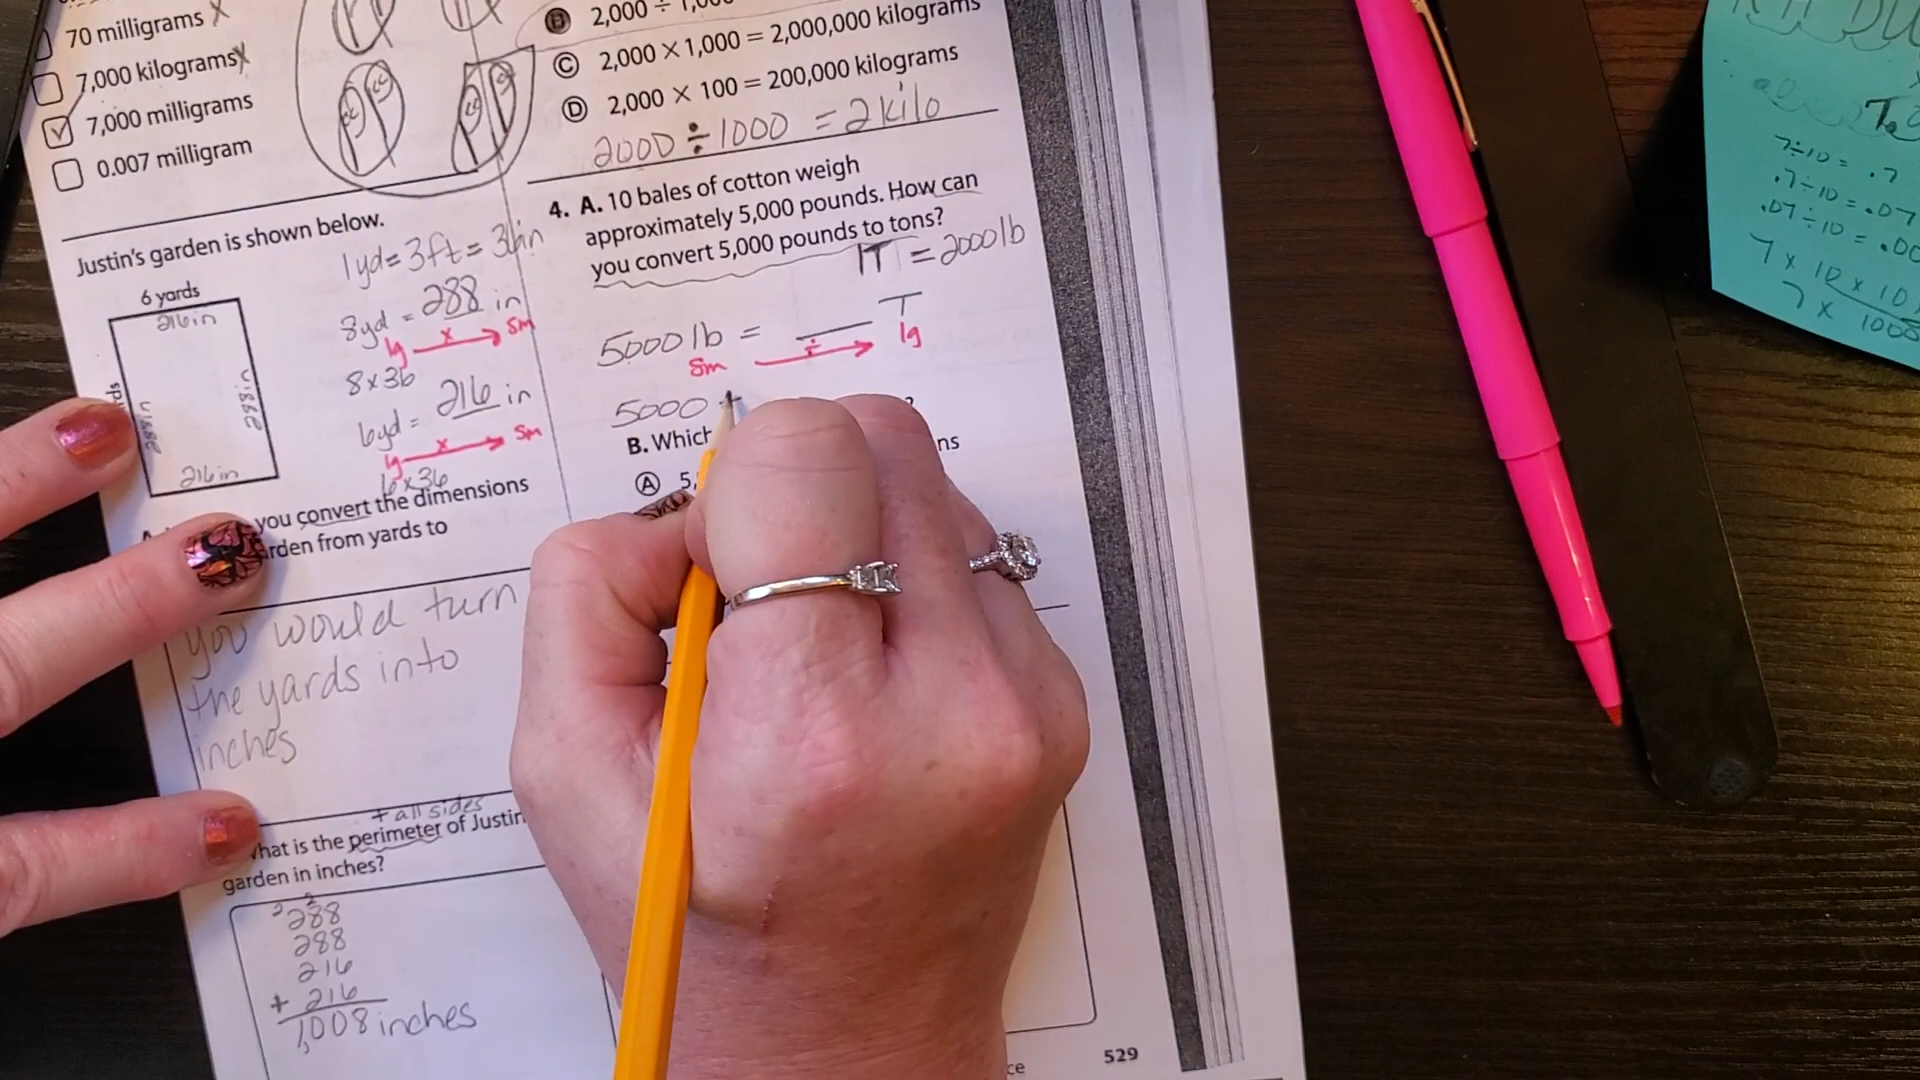 70 milligrams X
7,000 kilograms X
7,000 milligrams
0.007 milligram
B 2,000 ÷
C 2,000 × 1,000 = 2,000,000 kilograms
D 2,000 × 100 = 200,000 kilograms
2000 ÷ 1000 = 2 kilo
Justin's garden is shown below.
6 yards
216 in
288 in
288 in
216 in
1 yd = 3 ft = 36 in
8 yd = 288 in
lg x sm
8 x 36
6 yd = 216 in
lg x sm
6 x 36
you convert the dimensions
from yards to
you would turn
the yards into
inches
+ all sides
What is the perimeter of
garden in inches?
2 2
288
288
216
+ 216
1,008 inches
4. A. 10 bales of cotton weigh
approximately 5,000 pounds. How can
you convert 5,000 pounds to tons?
1T = 2000 lb
5000 lb = ___ T
sm ÷ lg
5000
B. Which
A 5,
529
7 ÷ 10 = .7
.7 ÷ 10 = .07
.07 ÷ 10 = .00
7 x 10 x 10
7 x 1000